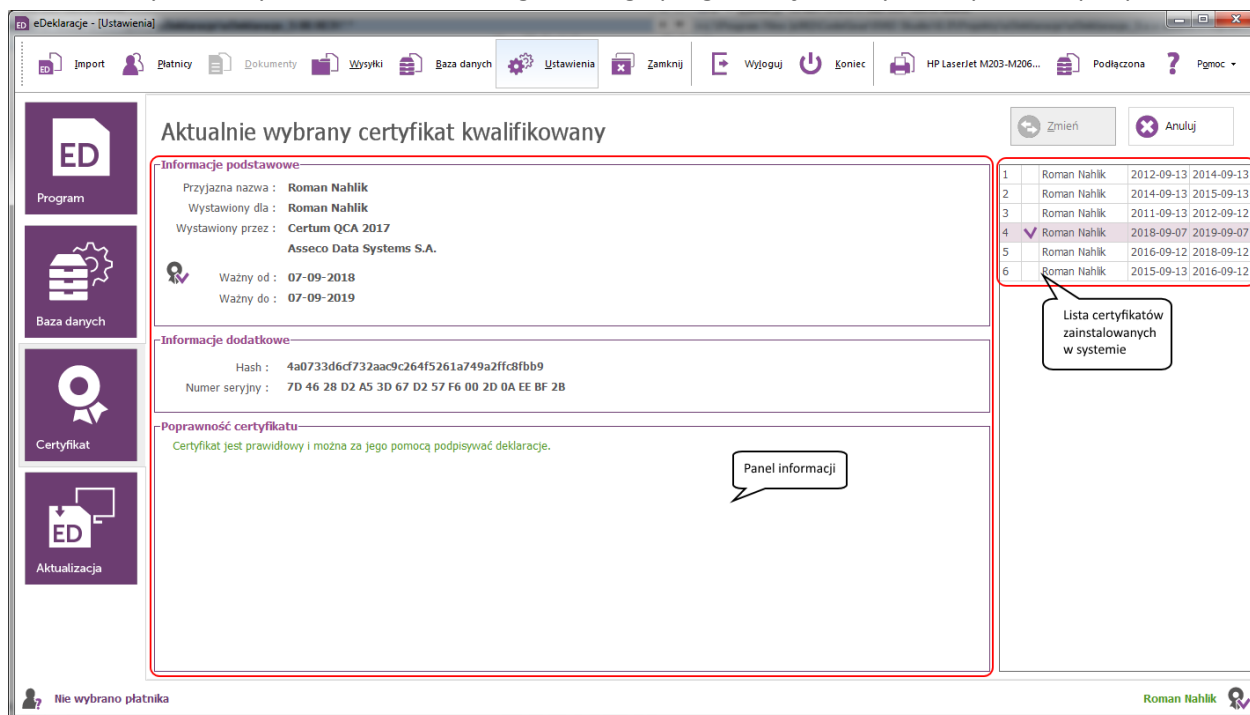 eDeklaracje - [Ustawienia]
Import Płatnicy Dokumenty Wysyłki Baza danych Ustawienia Zamknij Wyloguj Koniec HP LaserJet M203-M206... Podłączona Pomoc
ED
Program
Baza danych
Certyfikat
ED
Aktualizacja
Aktualnie wybrany certyfikat kwalifikowany
Zmień Anuluj
Informacje podstawowe
Przyjazna nazwa : Roman Nahlik
Wystawiony dla : Roman Nahlik
Wystawiony przez : Certum QCA 2017
Asseco Data Systems S.A.
Ważny od : 07-09-2018
Ważny do : 07-09-2019
Informacje dodatkowe
Hash : 4a0733d6cf732aac9c264f5261a749a2ffc8fbb9
Numer seryjny : 7D 46 28 D2 A5 3D 67 D2 57 F6 00 2D 0A EE BF 2B
Poprawność certyfikatu
Certyfikat jest prawidłowy i można za jego pomocą podpisywać deklaracje.
Panel informacji
1 Roman Nahlik 2012-09-13 2014-09-13
2 Roman Nahlik 2014-09-13 2015-09-13
3 Roman Nahlik 2011-09-13 2012-09-12
4 Roman Nahlik 2018-09-07 2019-09-07
5 Roman Nahlik 2016-09-12 2018-09-12
6 Roman Nahlik 2015-09-13 2016-09-12
Lista certyfikatów
zainstalowanych
w systemie
Nie wybrano płatnika
Roman Nahlik